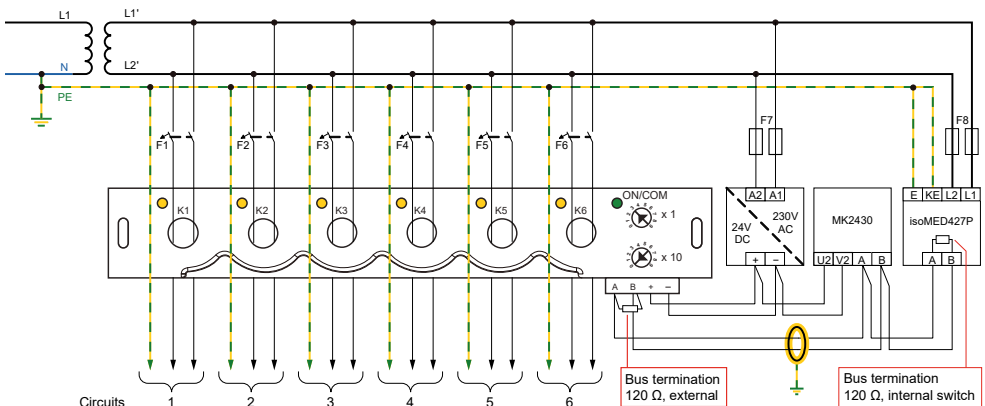 L1
L1'
N
L2'
PE
F7
F8
F1
F2
F3
F4
F5
F6
K1
K2
K3
K4
K5
K6
ON/COM
x 1
x 10
A B + −
A2 A1
24V
DC
230V
AC
+ −
MK2430
U2 V2 A B
E KE L2 L1
isoMED427P
A B
Bus termination
120 Ω, external
Bus termination
120 Ω, internal switch
Circuits 1 2 3 4 5 6